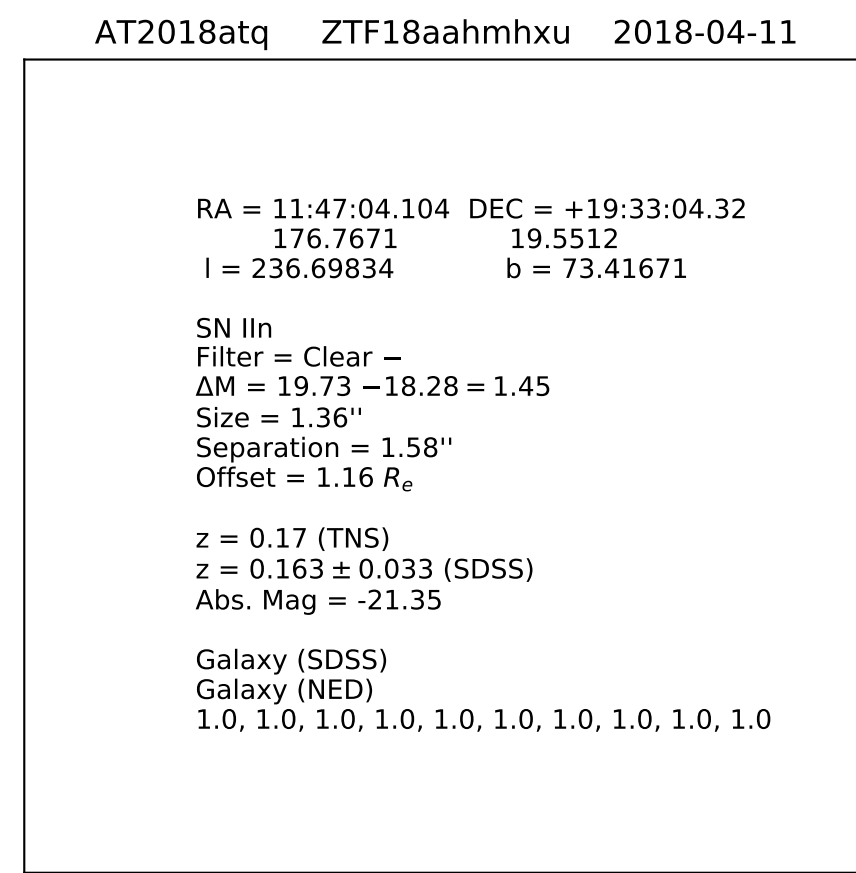 AT2018atq ZTF18aahmhxu 2018-04-11
RA = 11:47:04.104 DEC = +19:33:04.32
176.7671 19.5512
l = 236.69834 b = 73.41671
SN IIn
Filter = Clear −
ΔM = 19.73 −18.28 = 1.45
Size = 1.36''
Separation = 1.58''
Offset = 1.16 Rₑ
z = 0.17 (TNS)
z = 0.163 ± 0.033 (SDSS)
Abs. Mag = -21.35
Galaxy (SDSS)
Galaxy (NED)
1.0, 1.0, 1.0, 1.0, 1.0, 1.0, 1.0, 1.0, 1.0, 1.0